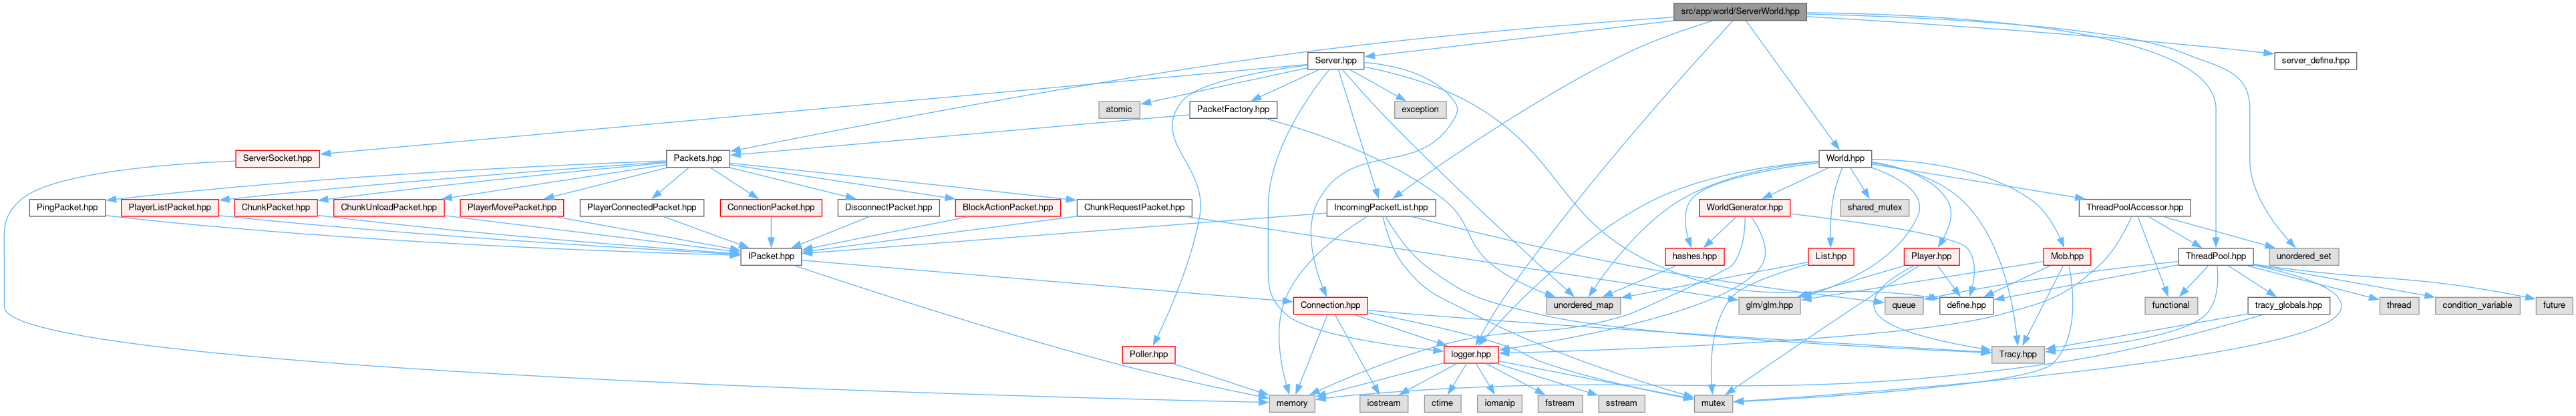 src/app/world/ServerWorld.hpp
Server.hpp
server_define.hpp
atomic
PacketFactory.hpp
exception
ServerSocket.hpp
Packets.hpp
World.hpp
PingPacket.hpp
PlayerListPacket.hpp
ChunkPacket.hpp
ChunkUnloadPacket.hpp
PlayerMovePacket.hpp
PlayerConnectedPacket.hpp
ConnectionPacket.hpp
DisconnectPacket.hpp
BlockActionPacket.hpp
ChunkRequestPacket.hpp
IncomingPacketList.hpp
WorldGenerator.hpp
shared_mutex
ThreadPoolAccessor.hpp
IPacket.hpp
hashes.hpp
List.hpp
Player.hpp
Mob.hpp
ThreadPool.hpp
unordered_set
Connection.hpp
unordered_map
glm/glm.hpp
queue
define.hpp
functional
tracy_globals.hpp
thread
condition_variable
future
Poller.hpp
logger.hpp
Tracy.hpp
memory
iostream
ctime
iomanip
fstream
sstream
mutex